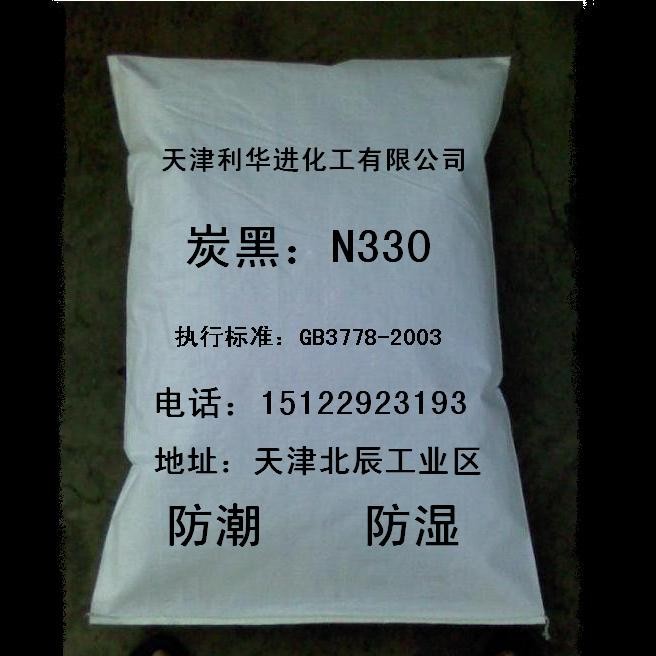 天津利华进化工有限公司
炭黑：N330
执行标准：GB3778-2003
电话：15122923193
地址：天津北辰工业区
防潮 防湿